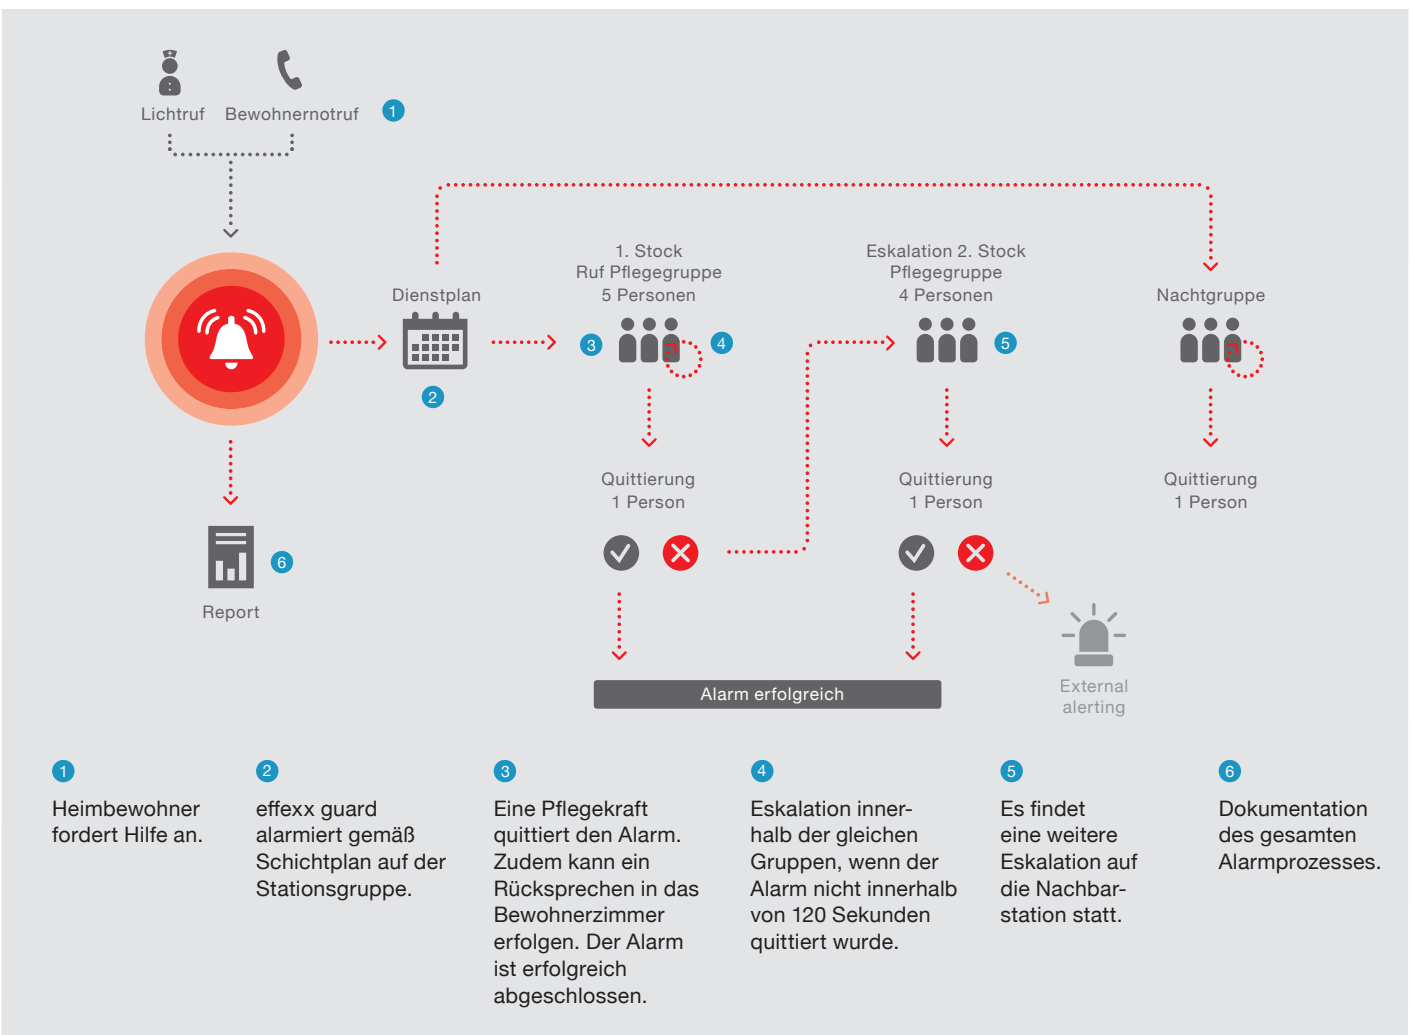 Lichtruf
Bewohnernotruf
1
1. Stock
Ruf Pflegegruppe
5 Personen
Eskalation 2. Stock
Pflegegruppe
4 Personen
Dienstplan
Nachtgruppe
3
4
5
2
Quittierung
1 Person
Quittierung
1 Person
Quittierung
1 Person
6
Report
Alarm erfolgreich
External
alerting
1
Heimbewohner
fordert Hilfe an.
2
effexx guard
alarmiert gemäß
Schichtplan auf der
Stationsgruppe.
3
Eine Pflegekraft
quittiert den Alarm.
Zudem kann ein
Rücksprechen in das
Bewohnerzimmer
erfolgen. Der Alarm
ist erfolgreich
abgeschlossen.
4
Eskalation inner-
halb der gleichen
Gruppen, wenn der
Alarm nicht innerhalb
von 120 Sekunden
quittiert wurde.
5
Es findet
eine weitere
Eskalation auf
die Nachbar-
station statt.
6
Dokumentation
des gesamten
Alarmprozesses.